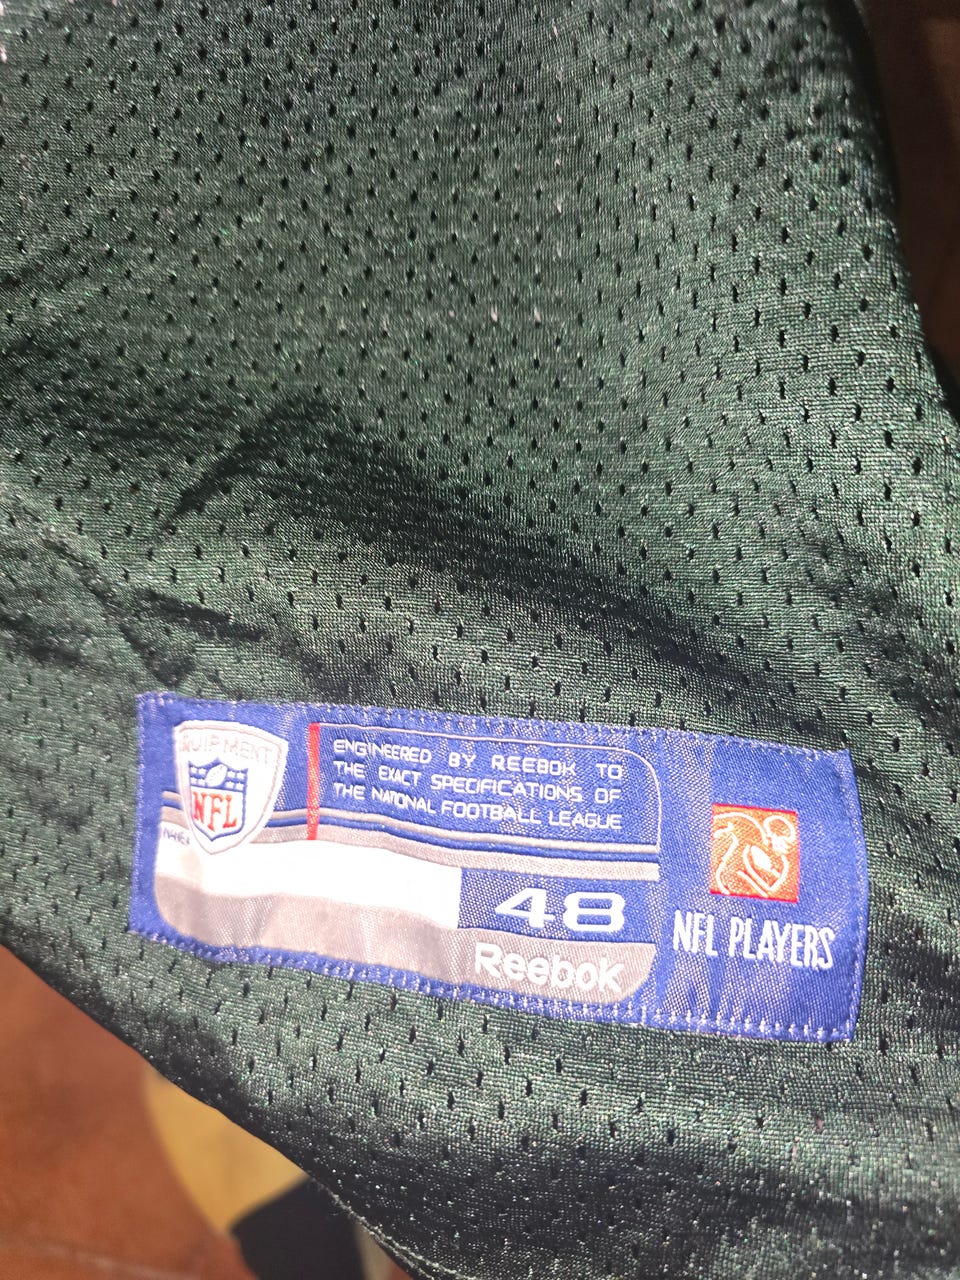 EQUIPMENT
NFL
ENGINEERED BY REEBOK TO
THE EXACT SPECIFICATIONS OF
THE NATIONAL FOOTBALL LEAGUE
48
Reebok
NFL PLAYERS